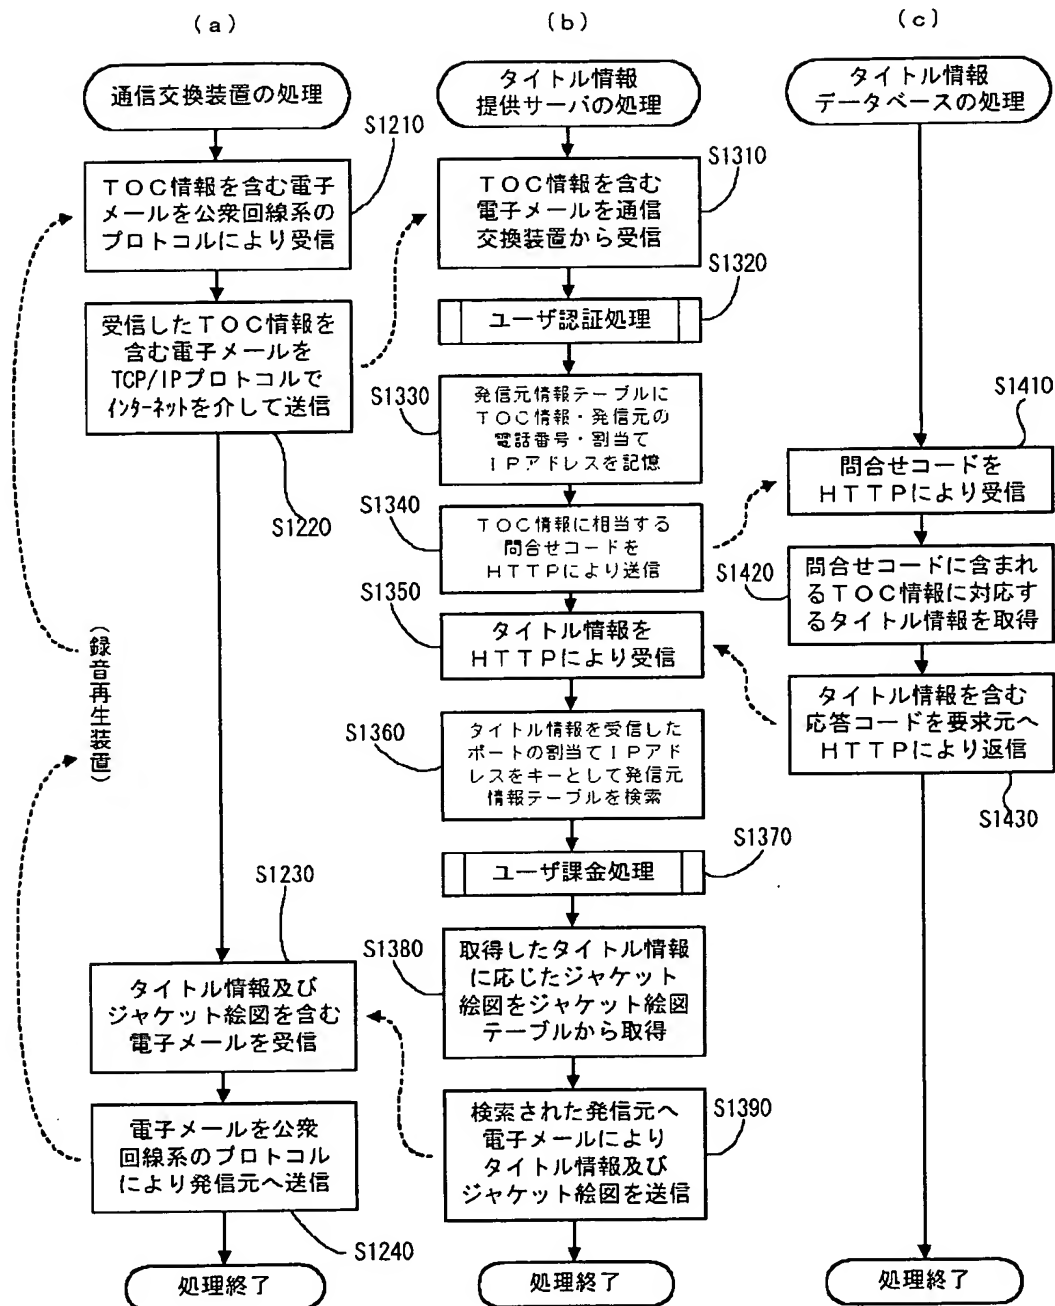 (a)
通信交換装置の処理
S1210
TOC情報を含む電子
メールを公衆回線系の
プロトコルにより受信
受信したTOC情報を
含む電子メールを
TCP/IPプロトコルで
インターネットを介して送信
S1220
(録音再生装置)
S1230
タイトル情報及び
ジャケット絵図を含む
電子メールを受信
電子メールを公衆
回線系のプロトコル
により発信元へ送信
S1240
処理終了
(b)
タイトル情報
提供サーバの処理
S1310
TOC情報を含む
電子メールを通信
交換装置から受信
S1320
ユーザ認証処理
S1330
発信元情報テーブルに
TOC情報・発信元の
電話番号・割当て
IPアドレスを記憶
S1340
TOC情報に相当する
問合せコードを
HTTPにより送信
S1350
タイトル情報を
HTTPにより受信
S1360
タイトル情報を受信した
ポートの割当てIPアド
レスをキーとして発信元
情報テーブルを検索
S1370
ユーザ課金処理
S1380
取得したタイトル情報
に応じたジャケット
絵図をジャケット絵図
テーブルから取得
S1390
検索された発信元へ
電子メールにより
タイトル情報及び
ジャケット絵図を送信
処理終了
(c)
タイトル情報
データベースの処理
S1410
問合せコードを
HTTPにより受信
S1420
問合せコードに含まれ
るTOC情報に対応す
るタイトル情報を取得
タイトル情報を含む
応答コードを要求元へ
HTTPにより返信
S1430
処理終了